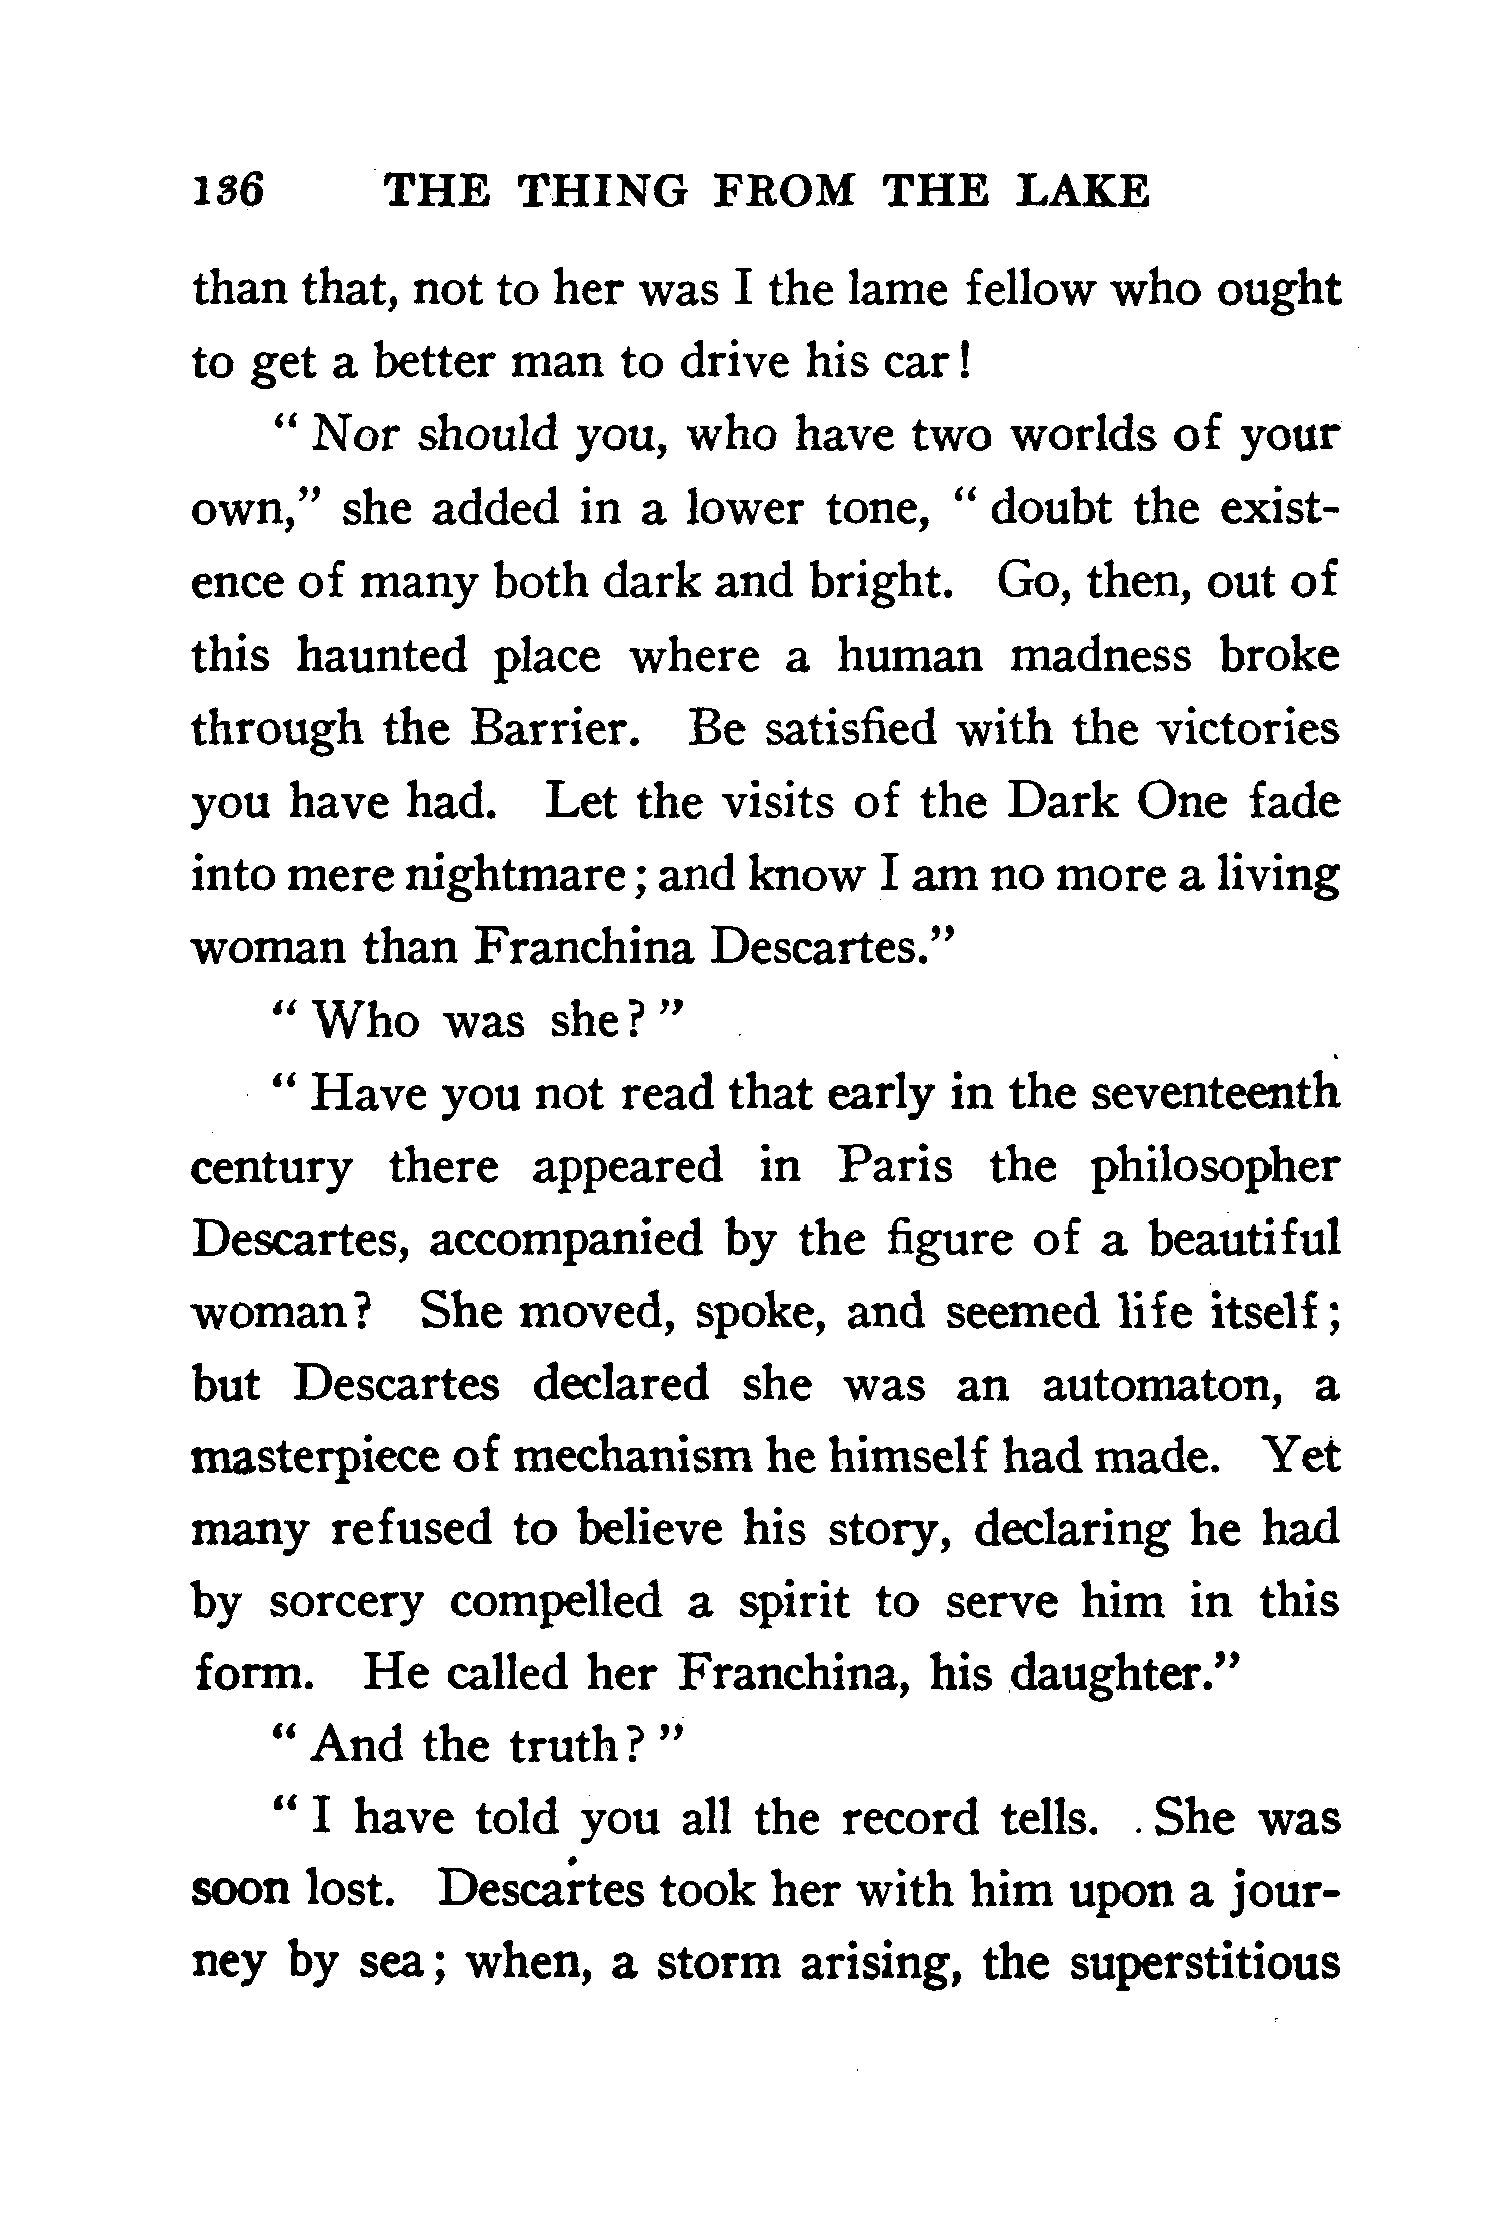 136 THE THING FROM THE LAKE
than that, not to her was I the lame fellow who ought
to get a better man to drive his car!
" Nor should you, who have two worlds of your
own," she added in a lower tone, " doubt the exist-
ence of many both dark and bright. Go, then, out of
this haunted place where a human madness broke
through the Barrier. Be satisfied with the victories
you have had. Let the visits of the Dark One fade
into mere nightmare; and know I am no more a living
woman than Franchina Descartes."
" Who was she? "
" Have you not read that early in the seventeenth
century there appeared in Paris the philosopher
Descartes, accompanied by the figure of a beautiful
woman? She moved, spoke, and seemed life itself;
but Descartes declared she was an automaton, a
masterpiece of mechanism he himself had made. Yet
many refused to believe his story, declaring he had
by sorcery compelled a spirit to serve him in this
form. He called her Franchina, his daughter."
" And the truth? "
" I have told you all the record tells. She was
soon lost. Descartes took her with him upon a jour-
ney by sea; when, a storm arising, the superstitious